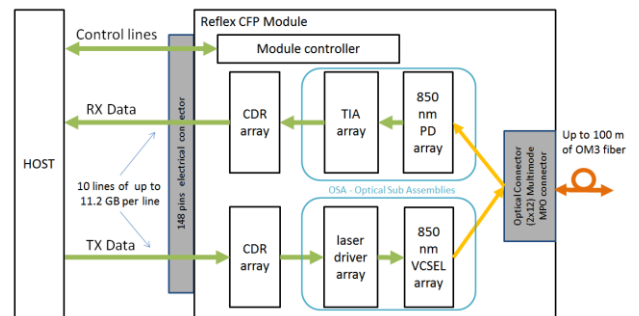 Reflex CFP Module
Control lines
Module controller
HOST
RX Data
148 pins electrical connector
CDR
array
TIA
array
850
nm
PD
array
Up to 100 m
of OM3 fiber
Optical Connector
(2x12) Multinode
MPO connector
10 lines of up to
11.2 GB per line
OSA - Optical Sub Assemblies
TX Data
CDR
array
laser
driver
array
850
nm
VCSEL
array